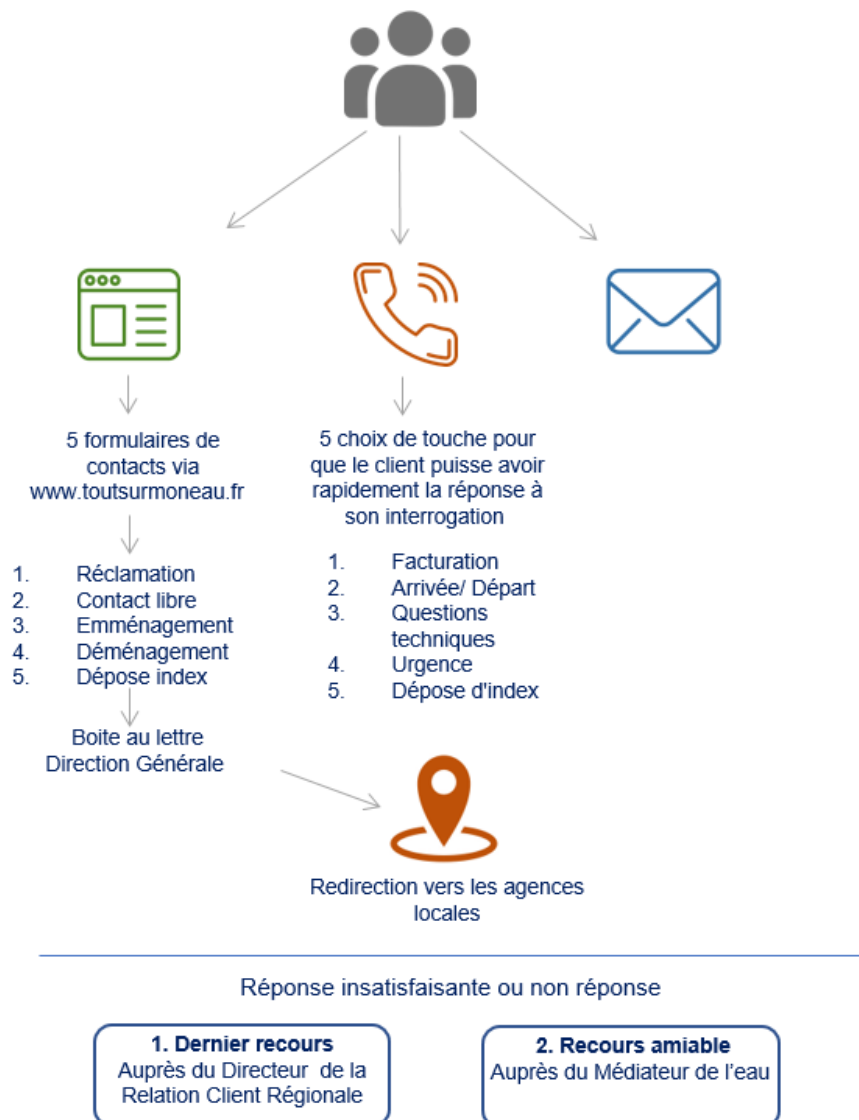 5 formulaires de
contacts via
www.toutsurmoneau.fr
1. Réclamation
2. Contact libre
3. Emménagement
4. Déménagement
5. Dépose index
Boite au lettre
Direction Générale
5 choix de touche pour
que le client puisse avoir
rapidement la réponse à
son interrogation
1. Facturation
2. Arrivée/ Départ
3. Questions
techniques
4. Urgence
5. Dépose d'index
Redirection vers les agences
locales
Réponse insatisfaisante ou non réponse
1. Dernier recours
Auprès du Directeur de la
Relation Client Régionale
2. Recours amiable
Auprès du Médiateur de l'eau